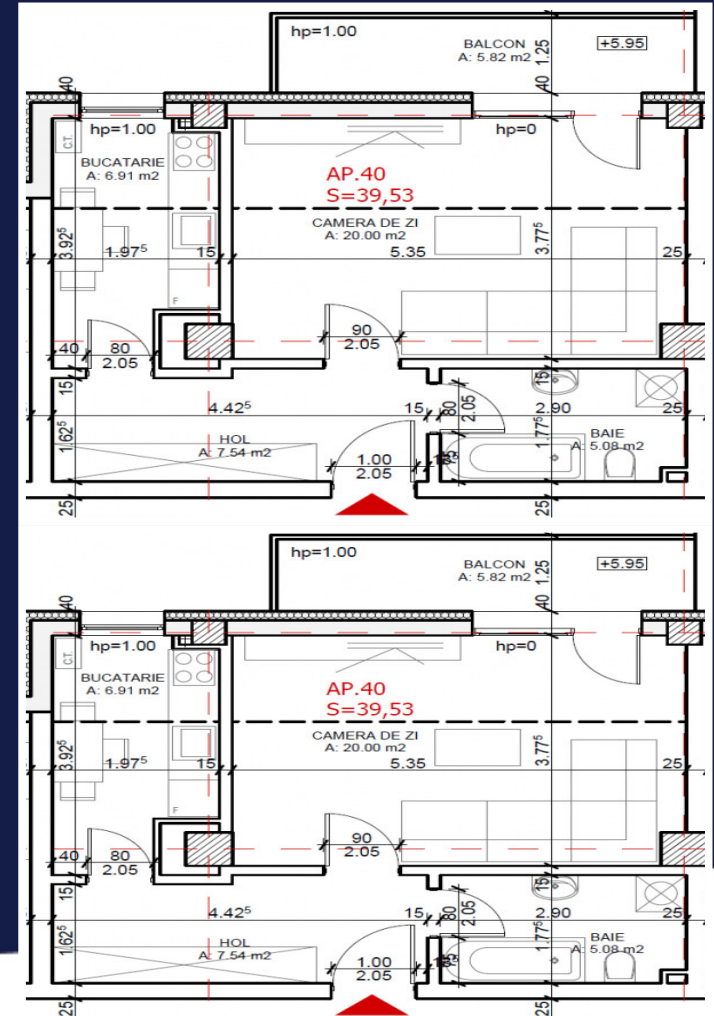 hp=1.00
BALCON
A: 5.82 m2
1.25
+5.95
40
40
hp=1.00
hp=0
C.T.
BUCATARIE
A: 6.91 m2
AP.40
S=39,53
CAMERA DE ZI
A: 20.00 m2
3.92⁵
1.97⁵
15
5.35
3.77⁵
25
F
90
2.05
40
80
2.05
15
15
4.42⁵
15
80
2.05
2.90
25
1.62⁵
HOL
A: 7.54 m2
1.00
2.05
1.77⁵
BAIE
A: 5.08 m2
25
25
hp=1.00
BALCON
A: 5.82 m2
1.25
+5.95
40
40
hp=1.00
hp=0
C.T.
BUCATARIE
A: 6.91 m2
AP.40
S=39,53
CAMERA DE ZI
A: 20.00 m2
3.92⁵
1.97⁵
15
5.35
3.77⁵
25
F
90
2.05
40
80
2.05
15
15
4.42⁵
15
80
2.05
2.90
25
1.62⁵
HOL
A: 7.54 m2
1.00
2.05
1.77⁵
BAIE
A: 5.08 m2
25
25